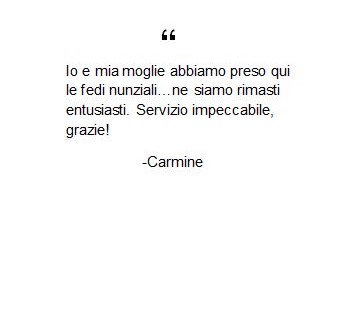 “
Io e mia moglie abbiamo preso qui
le fedi nunziali...ne siamo rimasti
entusiasti. Servizio impeccabile,
grazie!
-Carmine